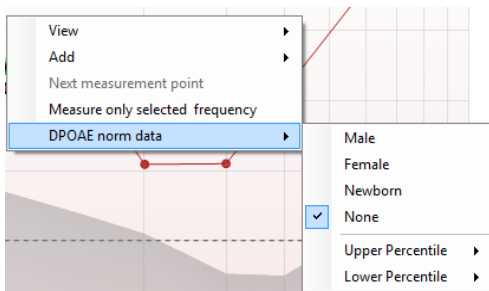 View
Add
Next measurement point
Measure only selected frequency
DPOAE norm data
Male
Female
Newborn
None
Upper Percentile
Lower Percentile